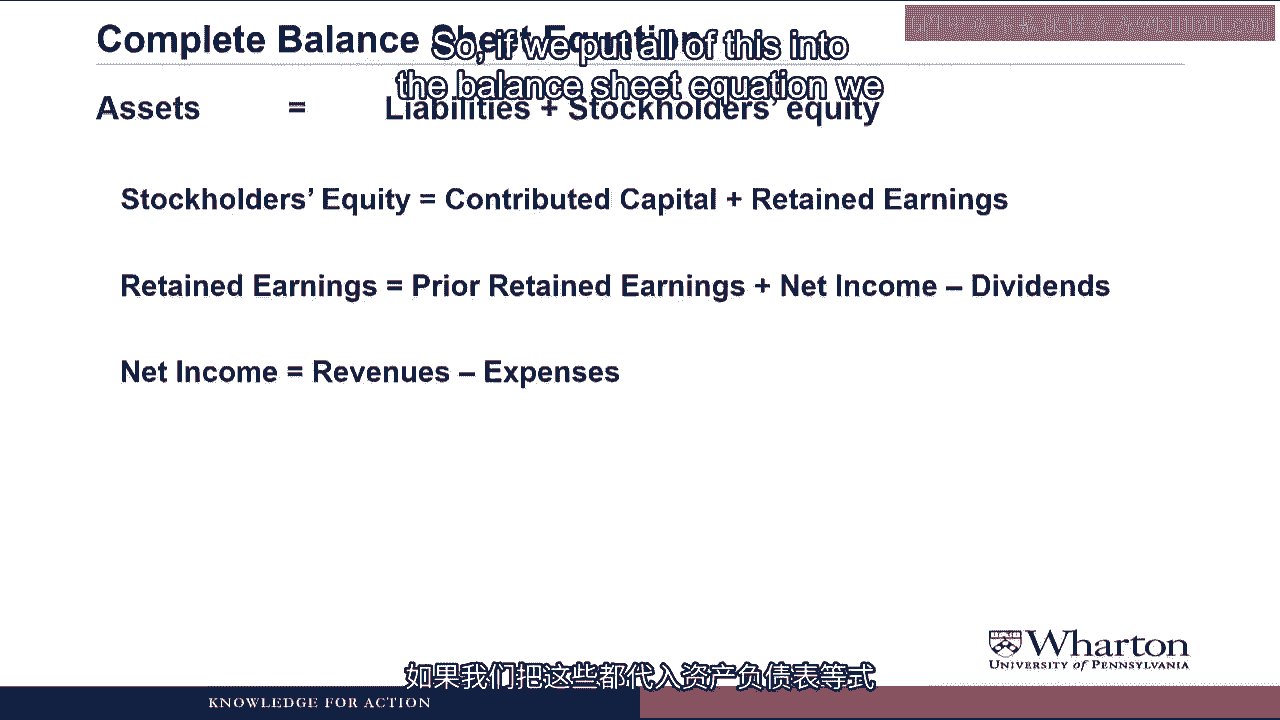 Complete Balance Sheet Equation
So, if we put all of this into
the balance sheet equation we
Assets = Liabilities + Stockholders' equity
Stockholders' Equity = Contributed Capital + Retained Earnings
Retained Earnings = Prior Retained Earnings + Net Income – Dividends
Net Income = Revenues – Expenses
Wharton
UNIVERSITY of PENNSYLVANIA
如果我们把这些都代入资产负债表等式
KNOWLEDGE FOR ACTION